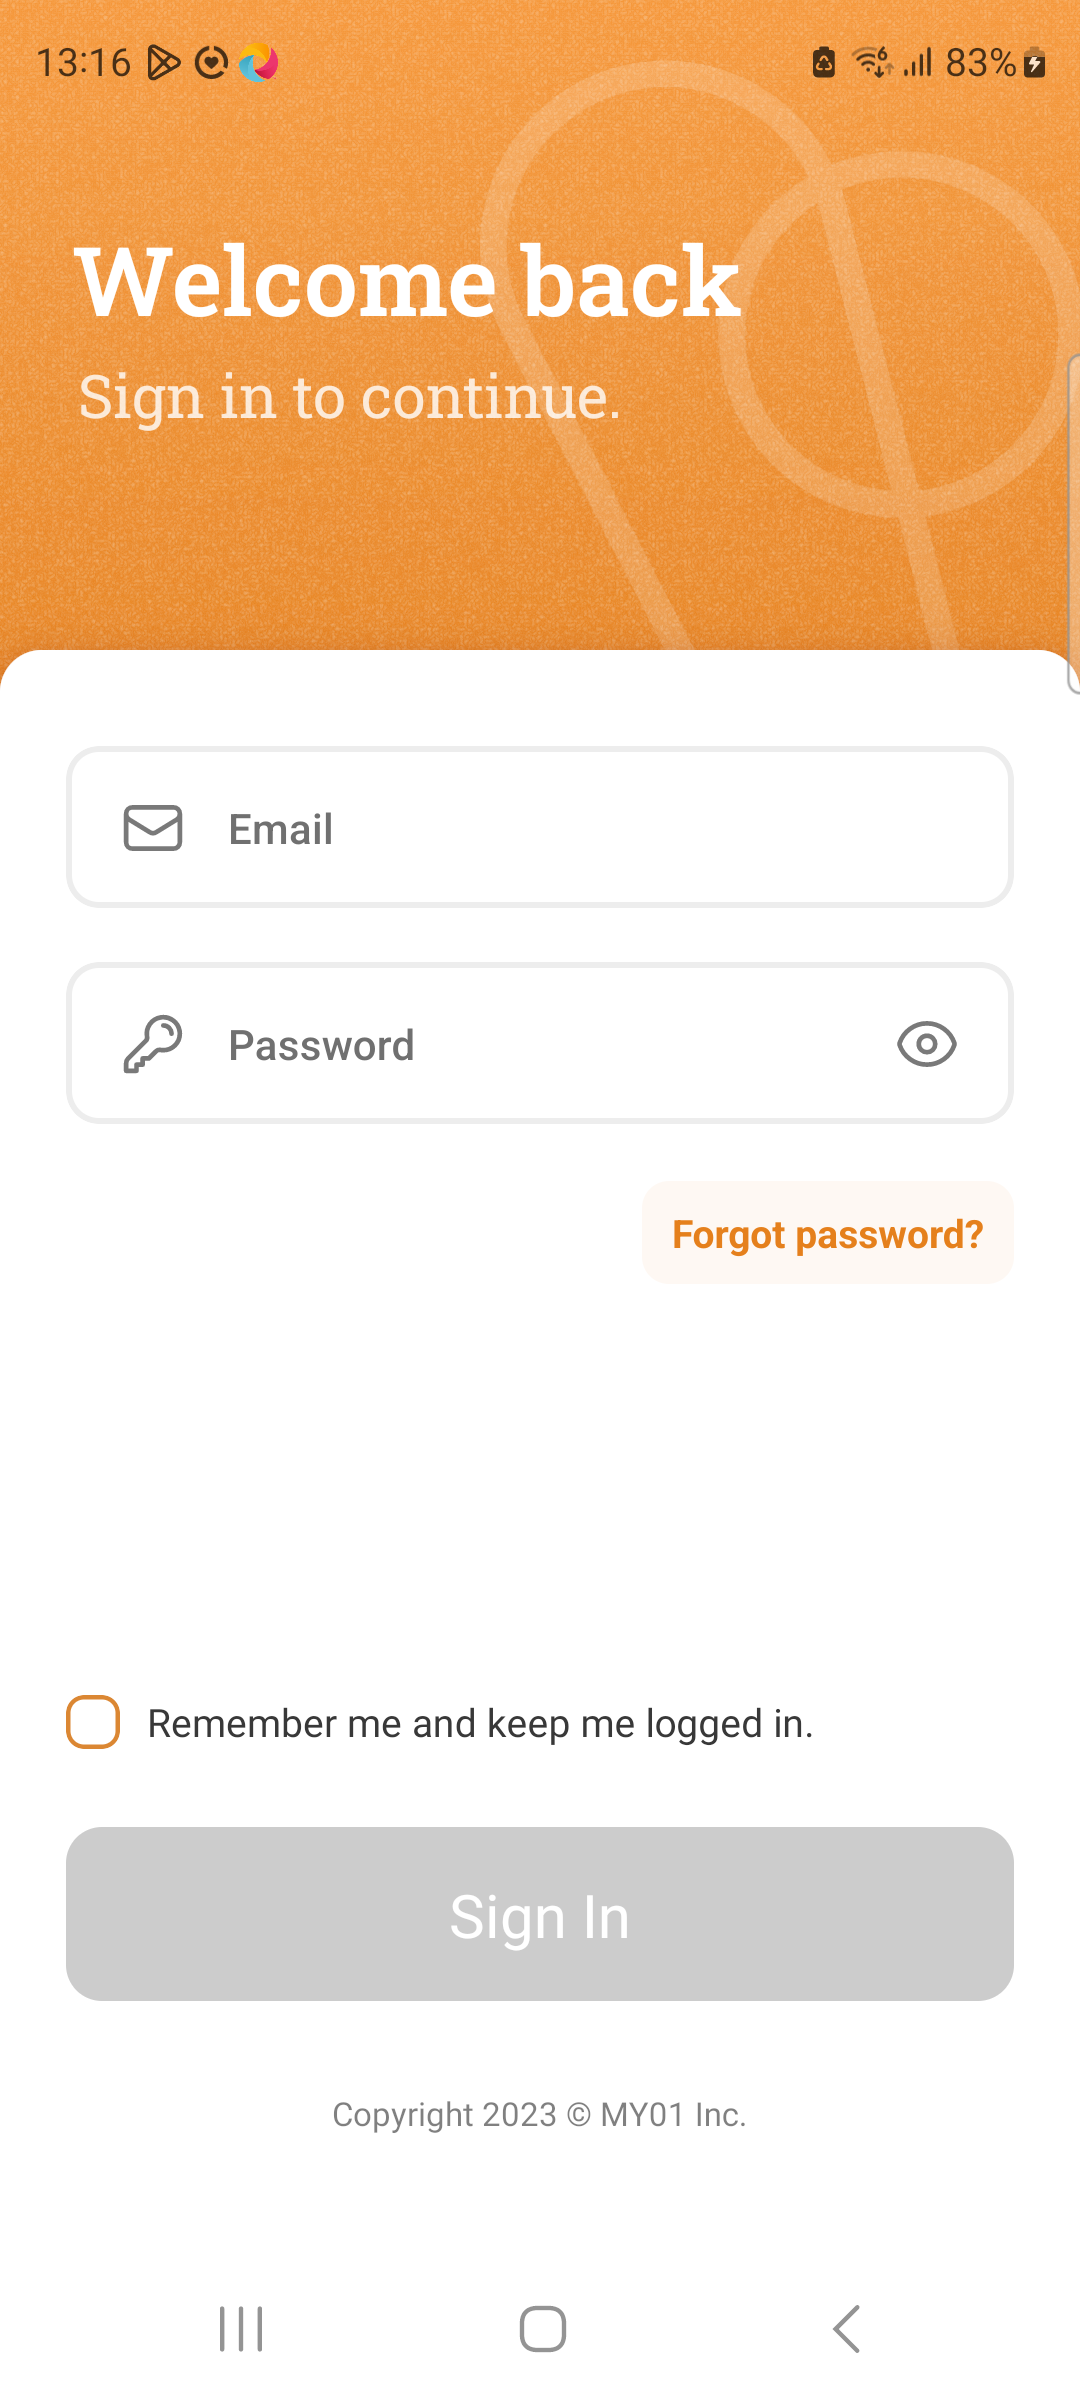 13:16
6
83%
Welcome back
Sign in to continue.
Email
Password
Forgot password?
Remember me and keep me logged in.
Sign In
Copyright 2023 © MY01 Inc.